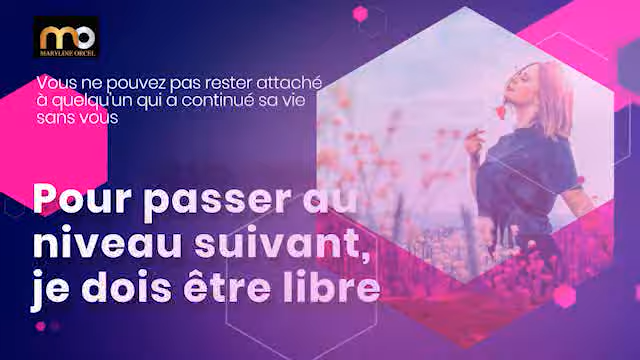 mo
MARYLINE ORCEL
Vous ne pouvez pas rester attaché
à quelqu'un qui a continué sa vie
sans vous
Pour passer au
niveau suivant,
je dois être libre